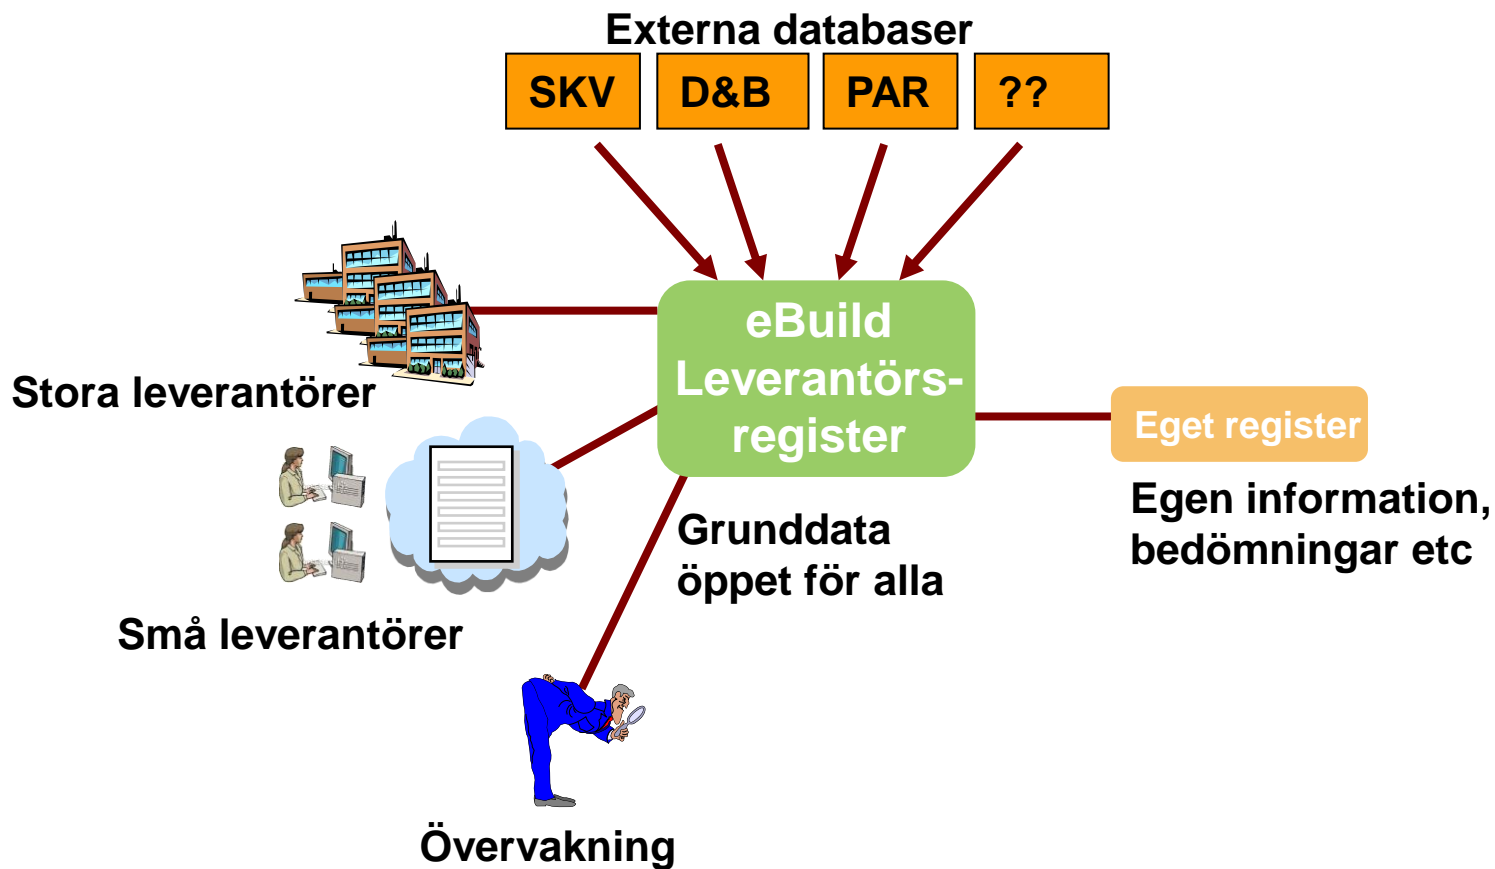 Externa databaser
SKV
D&B
PAR
??
eBuild
Leverantörs-
register
Stora leverantörer
Eget register
Egen information,
bedömningar etc
Grunddata
öppet för alla
Små leverantörer
Övervakning